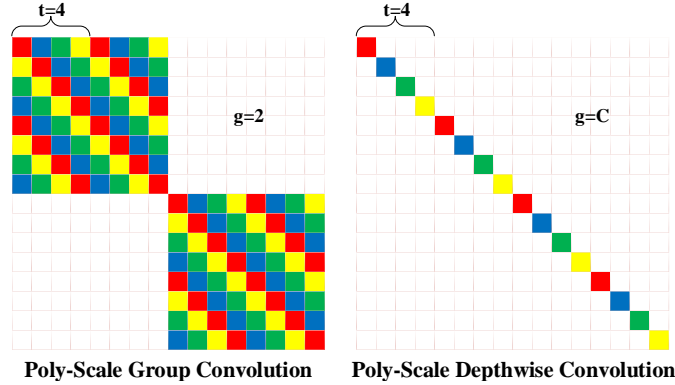 t=4
t=4
g=2
g=C
Poly-Scale Group Convolution
Poly-Scale Depthwise Convolution